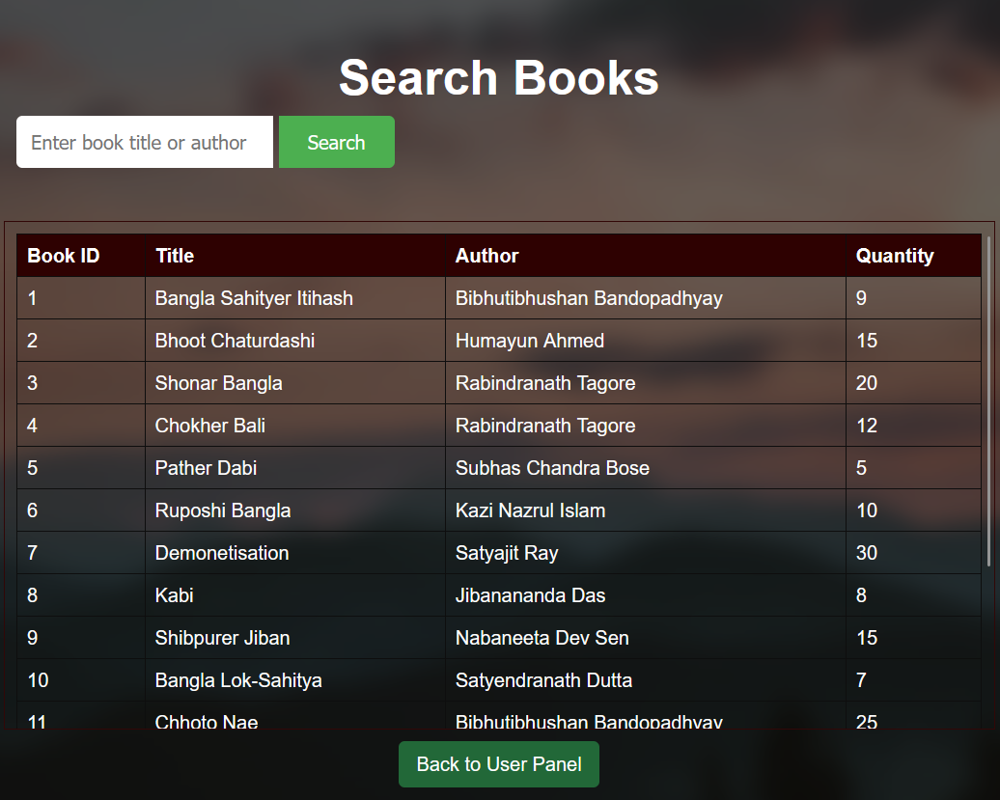 Search Books
Enter book title or author Search
Book ID Title Author Quantity
1 Bangla Sahityer Itihash Bibhutibhushan Bandopadhyay 9
2 Bhoot Chaturdashi Humayun Ahmed 15
3 Shonar Bangla Rabindranath Tagore 20
4 Chokher Bali Rabindranath Tagore 12
5 Pather Dabi Subhas Chandra Bose 5
6 Ruposhi Bangla Kazi Nazrul Islam 10
7 Demonetisation Satyajit Ray 30
8 Kabi Jibanananda Das 8
9 Shibpurer Jiban Nabaneeta Dev Sen 15
10 Bangla Lok-Sahitya Satyendranath Dutta 7
11 Chhoto Nae Bibhutibhushan Bandopadhyay 25
Back to User Panel